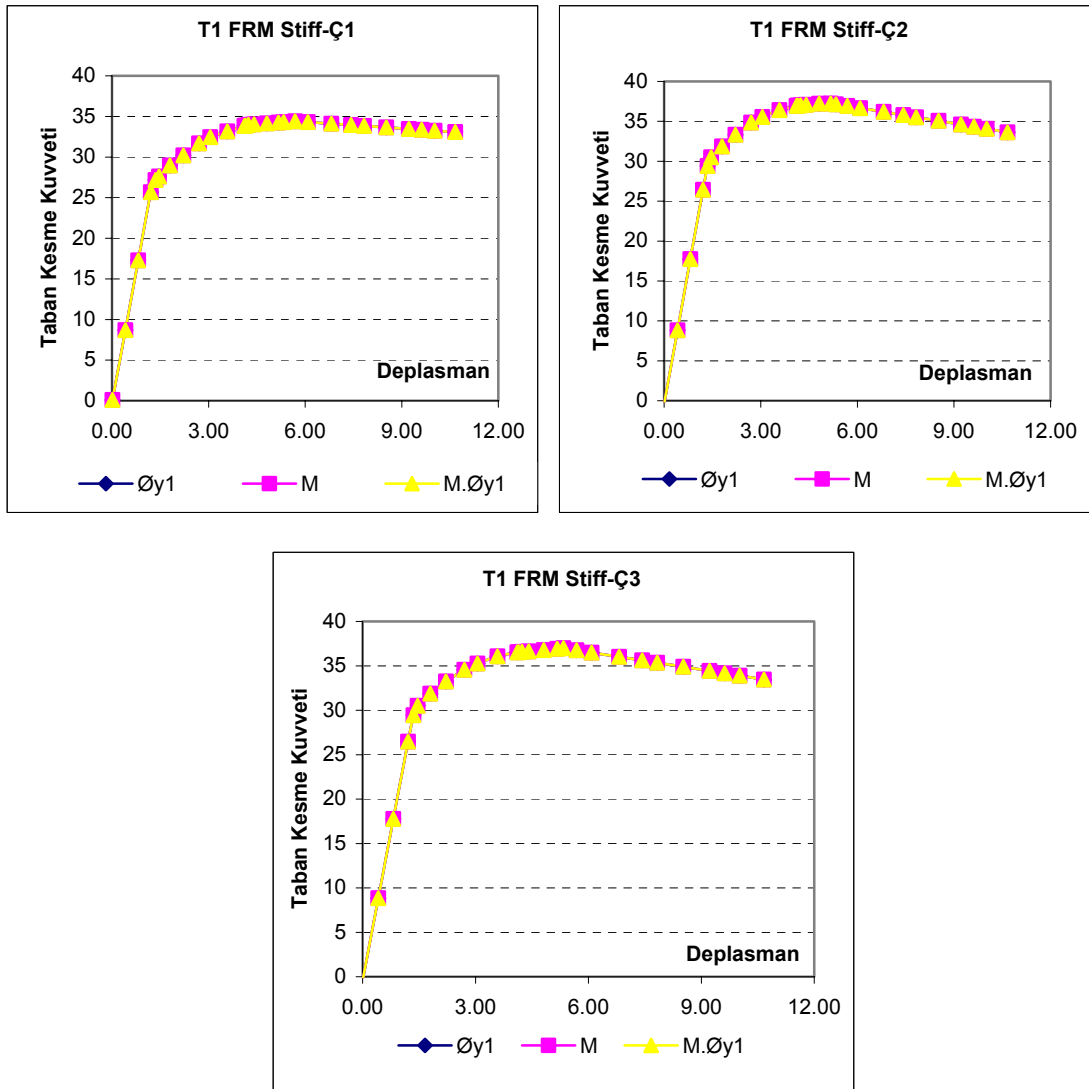 T1 FRM Stiff-Ç1
Taban Kesme Kuvveti
40
35
30
25
20
15
10
5
0
Deplasman
0.00 3.00 6.00 9.00 12.00
Øy1 M M.Øy1
T1 FRM Stiff-Ç2
Taban Kesme Kuvveti
40
35
30
25
20
15
10
5
0
Deplasman
0.00 3.00 6.00 9.00 12.00
Øy1 M M.Øy1
T1 FRM Stiff-Ç3
Taban Kesme Kuvveti
40
35
30
25
20
15
10
5
0
Deplasman
0.00 3.00 6.00 9.00 12.00
Øy1 M M.Øy1